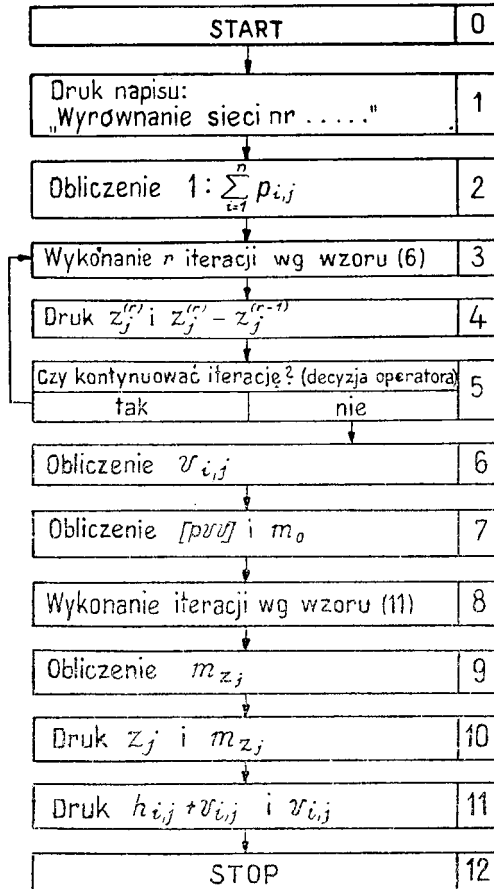 START 0
Druk napisu:
„Wyrównanie sieci nr ....." 1
Obliczenie 1 : \sum_{i=1}^{n} p_{i,j} 2
Wykonanie r iteracji wg wzoru (6) 3
Druk z_j^{(r)} i z_j^{(r)} - z_j^{(r-1)} 4
Czy kontynuować iterację? (decyzja operatora) 5
tak nie
Obliczenie v_{i,j} 6
Obliczenie [pvv] i m_o 7
Wykonanie iteracji wg wzoru (11) 8
Obliczenie m_{z_j} 9
Druk z_j i m_{z_j} 10
Druk h_{i,j} + v_{i,j} i v_{i,j} 11
STOP 12